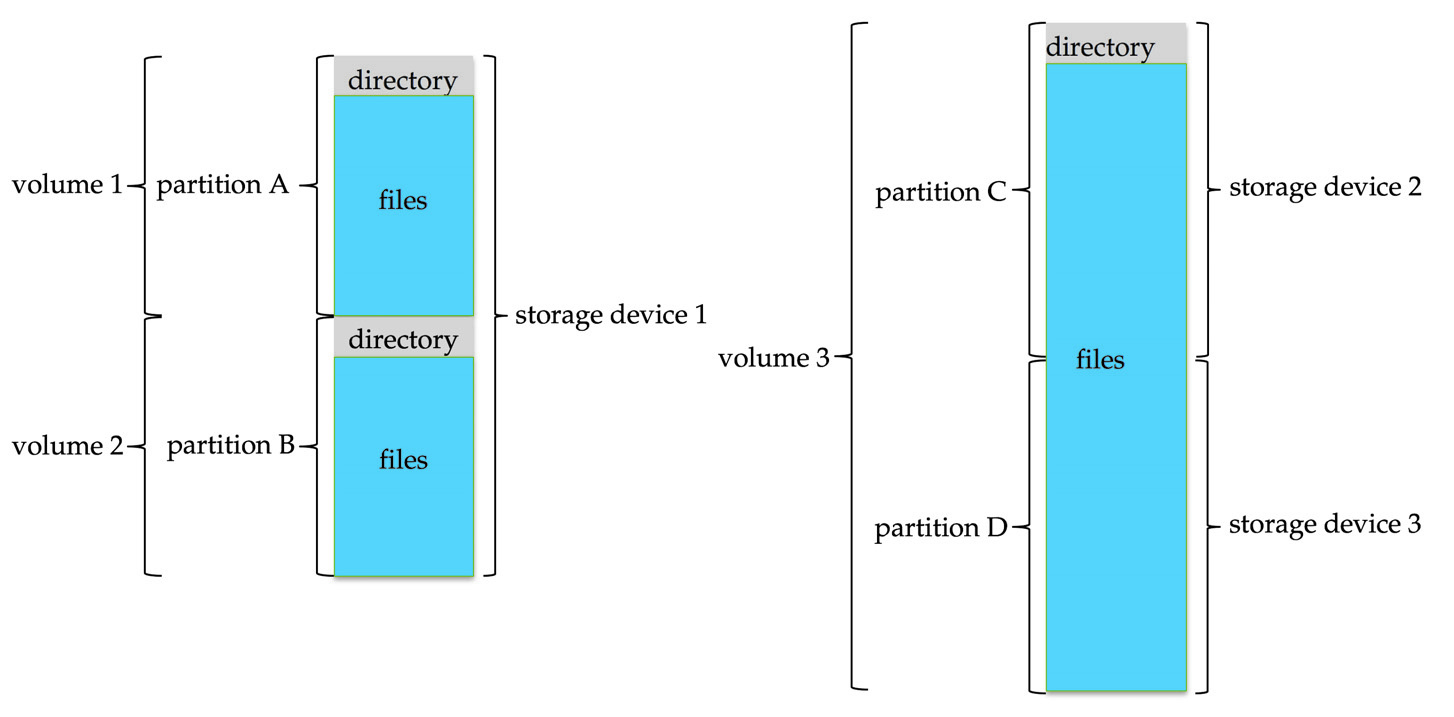 directory
volume 1
partition A
files
storage device 1
directory
volume 2
partition B
files
directory
partition C
storage device 2
volume 3
files
partition D
storage device 3